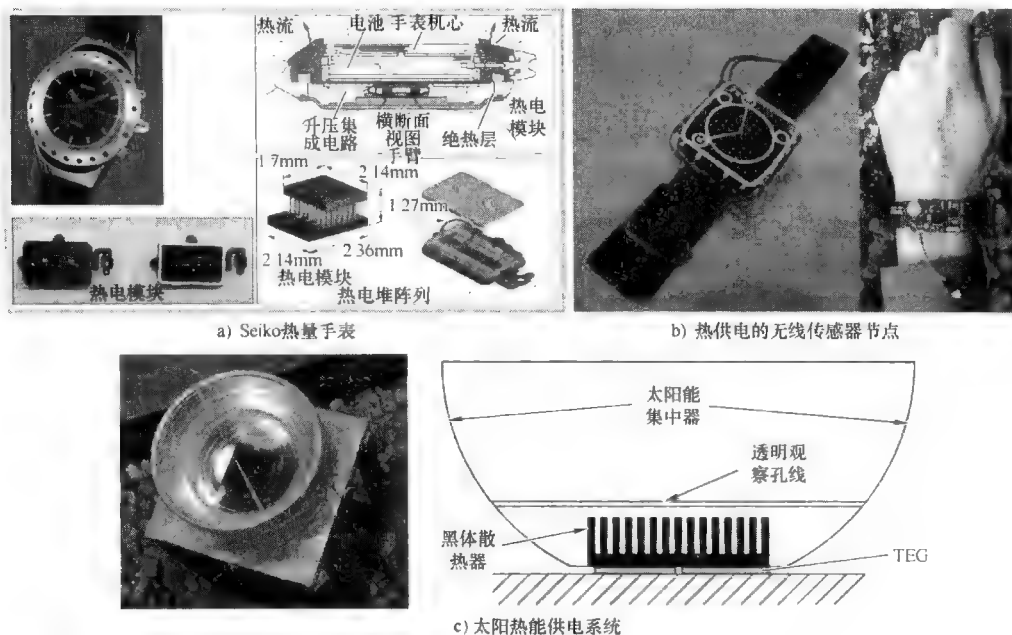 热流
电池 手表机心
热流
升压集
成电路
横断面
视图
手臂
绝热层
热电
模块
1.7mm
2.14mm
1.27mm
2.14mm
2.36mm
热电模块
热电模块
热电堆阵列
a) Seiko热量手表
b) 热供电的无线传感器节点
太阳能
集中器
透明观
察孔线
黑体散
热器
TEG
c) 太阳热能供电系统